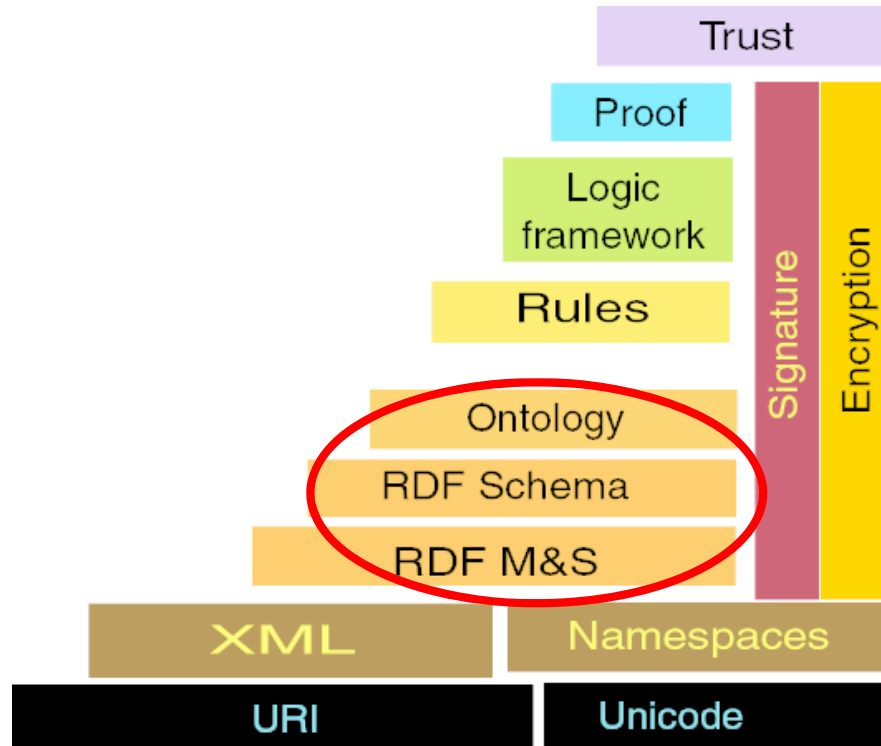 Trust
Proof
Logic
framework
Rules
Ontology
RDF Schema
RDF M&S
Signature
Encryption
XML
Namespaces
URI
Unicode